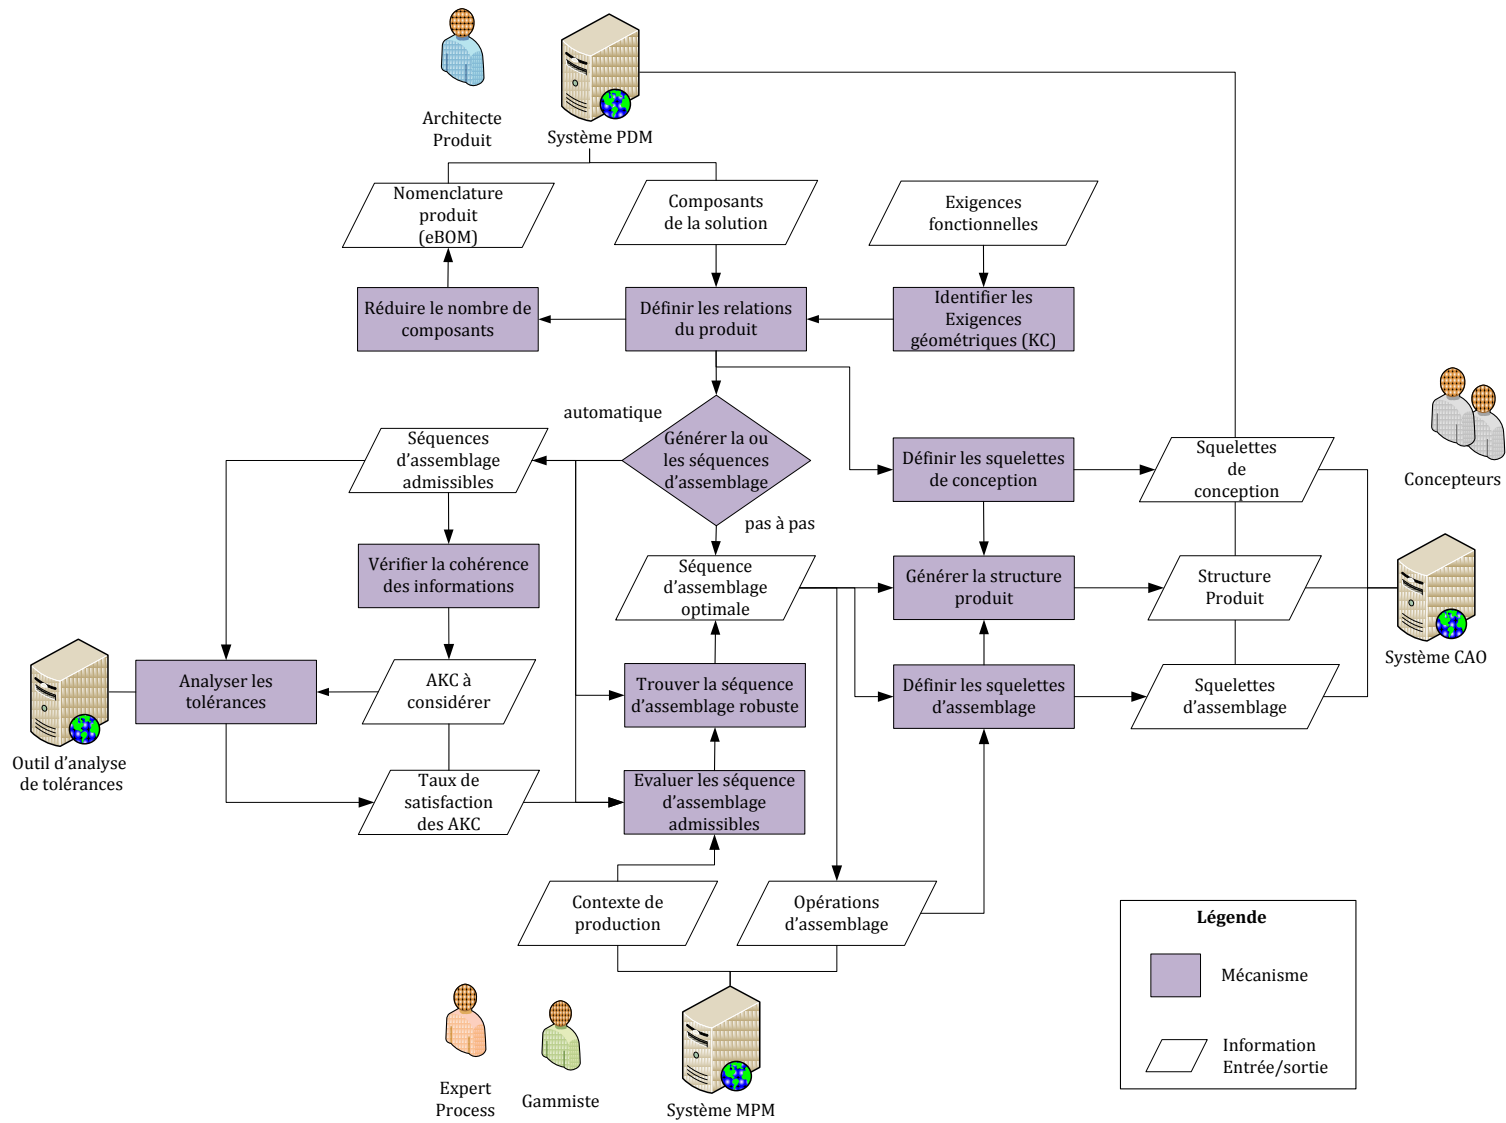 Architecte
Produit
Système PDM
Nomenclature
produit
(eBOM)
Composants
de la solution
Exigences
fonctionnelles
Réduire le nombre de
composants
Définir les relations
du produit
Identifier les
Exigences
géométriques (KC)
automatique
Séquences
d'assemblage
admissibles
Générer la ou
les séquences
d'assemblage
Définir les squelettes
de conception
Squelettes
de
conception
Concepteurs
pas à pas
Vérifier la cohérence
des informations
Séquence
d'assemblage
optimale
Générer la structure
produit
Structure
Produit
Système CAO
Analyser les
tolérances
AKC à
considérer
Trouver la séquence
d'assemblage robuste
Définir les squelettes
d'assemblage
Squelettes
d'assemblage
Outil d'analyse
de tolérances
Taux de
satisfaction
des AKC
Evaluer les séquence
d'assemblage
admissibles
Contexte de
production
Opérations
d'assemblage
Légende
Mécanisme
Information
Entrée/sortie
Expert
Process
Gammiste
Système MPM